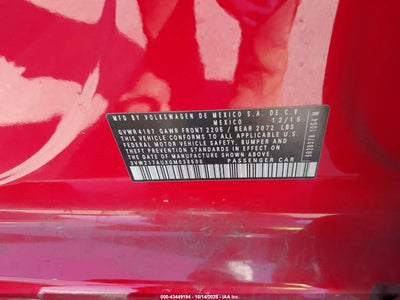 MFD BY VOLKSWAGEN DE MEXICO S.A. DE C.V.
MEXICO 12/15
GVWR4167 GAWR FRONT 2205 / REAR 2072 LBS
THIS VEHICLE CONFORMS TO ALL APPLICABLE U.S.
FEDERAL MOTOR VEHICLE SAFETY, BUMPER AND
THEFT PREVENTION STANDARDS IN EFFECT ON
THE DATE OF MANUFACTURE SHOWN ABOVE
PASSENGER CAR
000-43449194 - 10/14/2025 - IAA Inc.